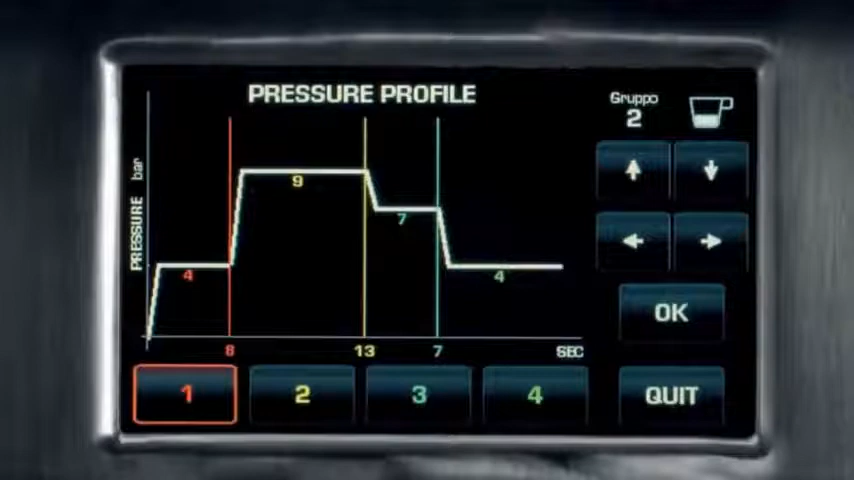 PRESSURE PROFILE
Gruppo
2
PRESSURE bar
9
7
4
4
8 13 7 SEC
OK
1 2 3 4 QUIT